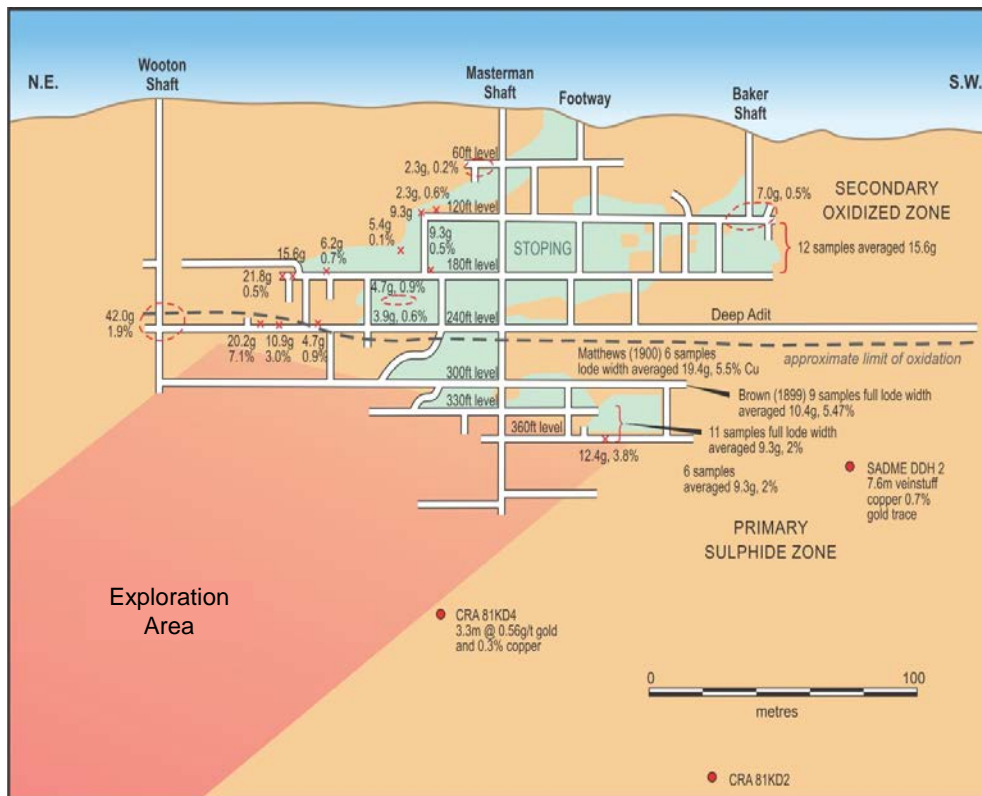 N.E.
Wooton
Shaft
Masterman
Shaft
Footway
Baker
Shaft
S.W.
60ft level
2.3g, 0.2%
2.3g, 0.6%
9.3g
120ft level
7.0g, 0.5%
SECONDARY
OXIDIZED ZONE
5.4g
0.1%
9.3g
0.5%
STOPING
12 samples averaged 15.6g
15.6g
6.2g
0.7%
180ft level
21.8g
0.5%
4.7g, 0.9%
3.9g, 0.6%
240ft level
Deep Adit
42.0g
1.9%
20.2g
7.1%
10.9g
3.0%
4.7g
0.9%
approximate limit of oxidation
Matthews (1900) 6 samples
lode width averaged 19.4g, 5.5% Cu
300ft level
Brown (1899) 9 samples full lode width
averaged 10.4g, 5.47%
330ft level
360ft level
11 samples full lode width
averaged 9.3g, 2%
12.4g, 3.8%
6 samples
averaged 9.3g, 2%
SADME DDH 2
7.6m veinstuff
copper 0.7%
gold trace
PRIMARY
SULPHIDE ZONE
Exploration
Area
CRA 81KD4
3.3m @ 0.56g/t gold
and 0.3% copper
0
100
metres
CRA 81KD2